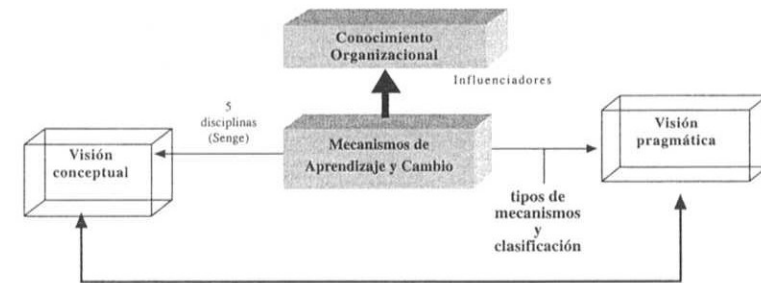 Conocimiento
Organizacional
Influenciadores
5
disciplinas
(Senge)
Visión
conceptual
Mecanismos de
Aprendizaje y Cambio
Visión
pragmática
tipos de
mecanismos
y
clasificación